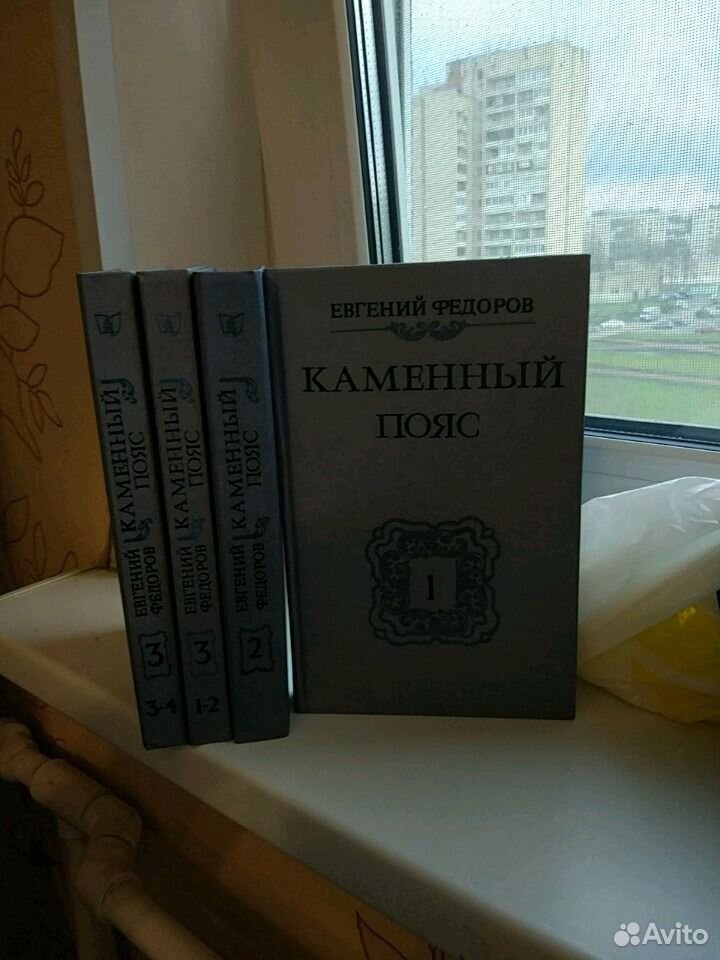 ЕВГЕНИЙ ФЕДОРОВ
КАМЕННЫЙ
ПОЯС
1
ЕВГЕНИЙ
ФЕДОРОВ
КАМЕННЫЙ
ПОЯС
3
3-4
ЕВГЕНИЙ
ФЕДОРОВ
КАМЕННЫЙ
ПОЯС
3
1-2
ЕВГЕНИЙ
ФЕДОРОВ
КАМЕННЫЙ
ПОЯС
2
Avito